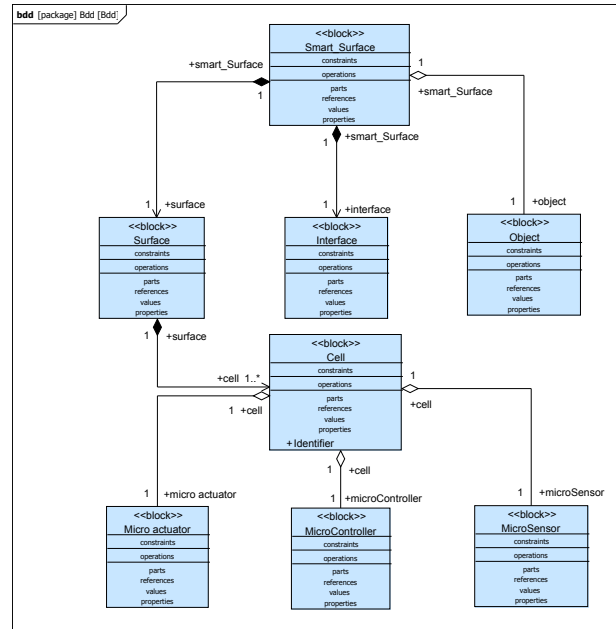 bdd [package] Bdd [Bdd]
<<block>>
Smart_Surface
constraints
operations
parts
references
values
properties
+smart_Surface
1
1
+smart_Surface
1
+smart_Surface
1
+surface
1
+interface
1
+object
<<block>>
Surface
constraints
operations
parts
references
values
properties
<<block>>
Interface
constraints
operations
parts
references
values
properties
<<block>>
Object
constraints
operations
parts
references
values
properties
1
+surface
+cell 1..*
<<block>>
Cell
constraints
operations
parts
references
values
properties
+Identifier
1 +cell
1
+cell
1
+cell
1
+micro actuator
1
+microController
1
+microSensor
<<block>>
Micro actuator
constraints
operations
parts
references
values
properties
<<block>>
MicroController
constraints
operations
parts
references
values
properties
<<block>>
MicroSensor
constraints
operations
parts
references
values
properties